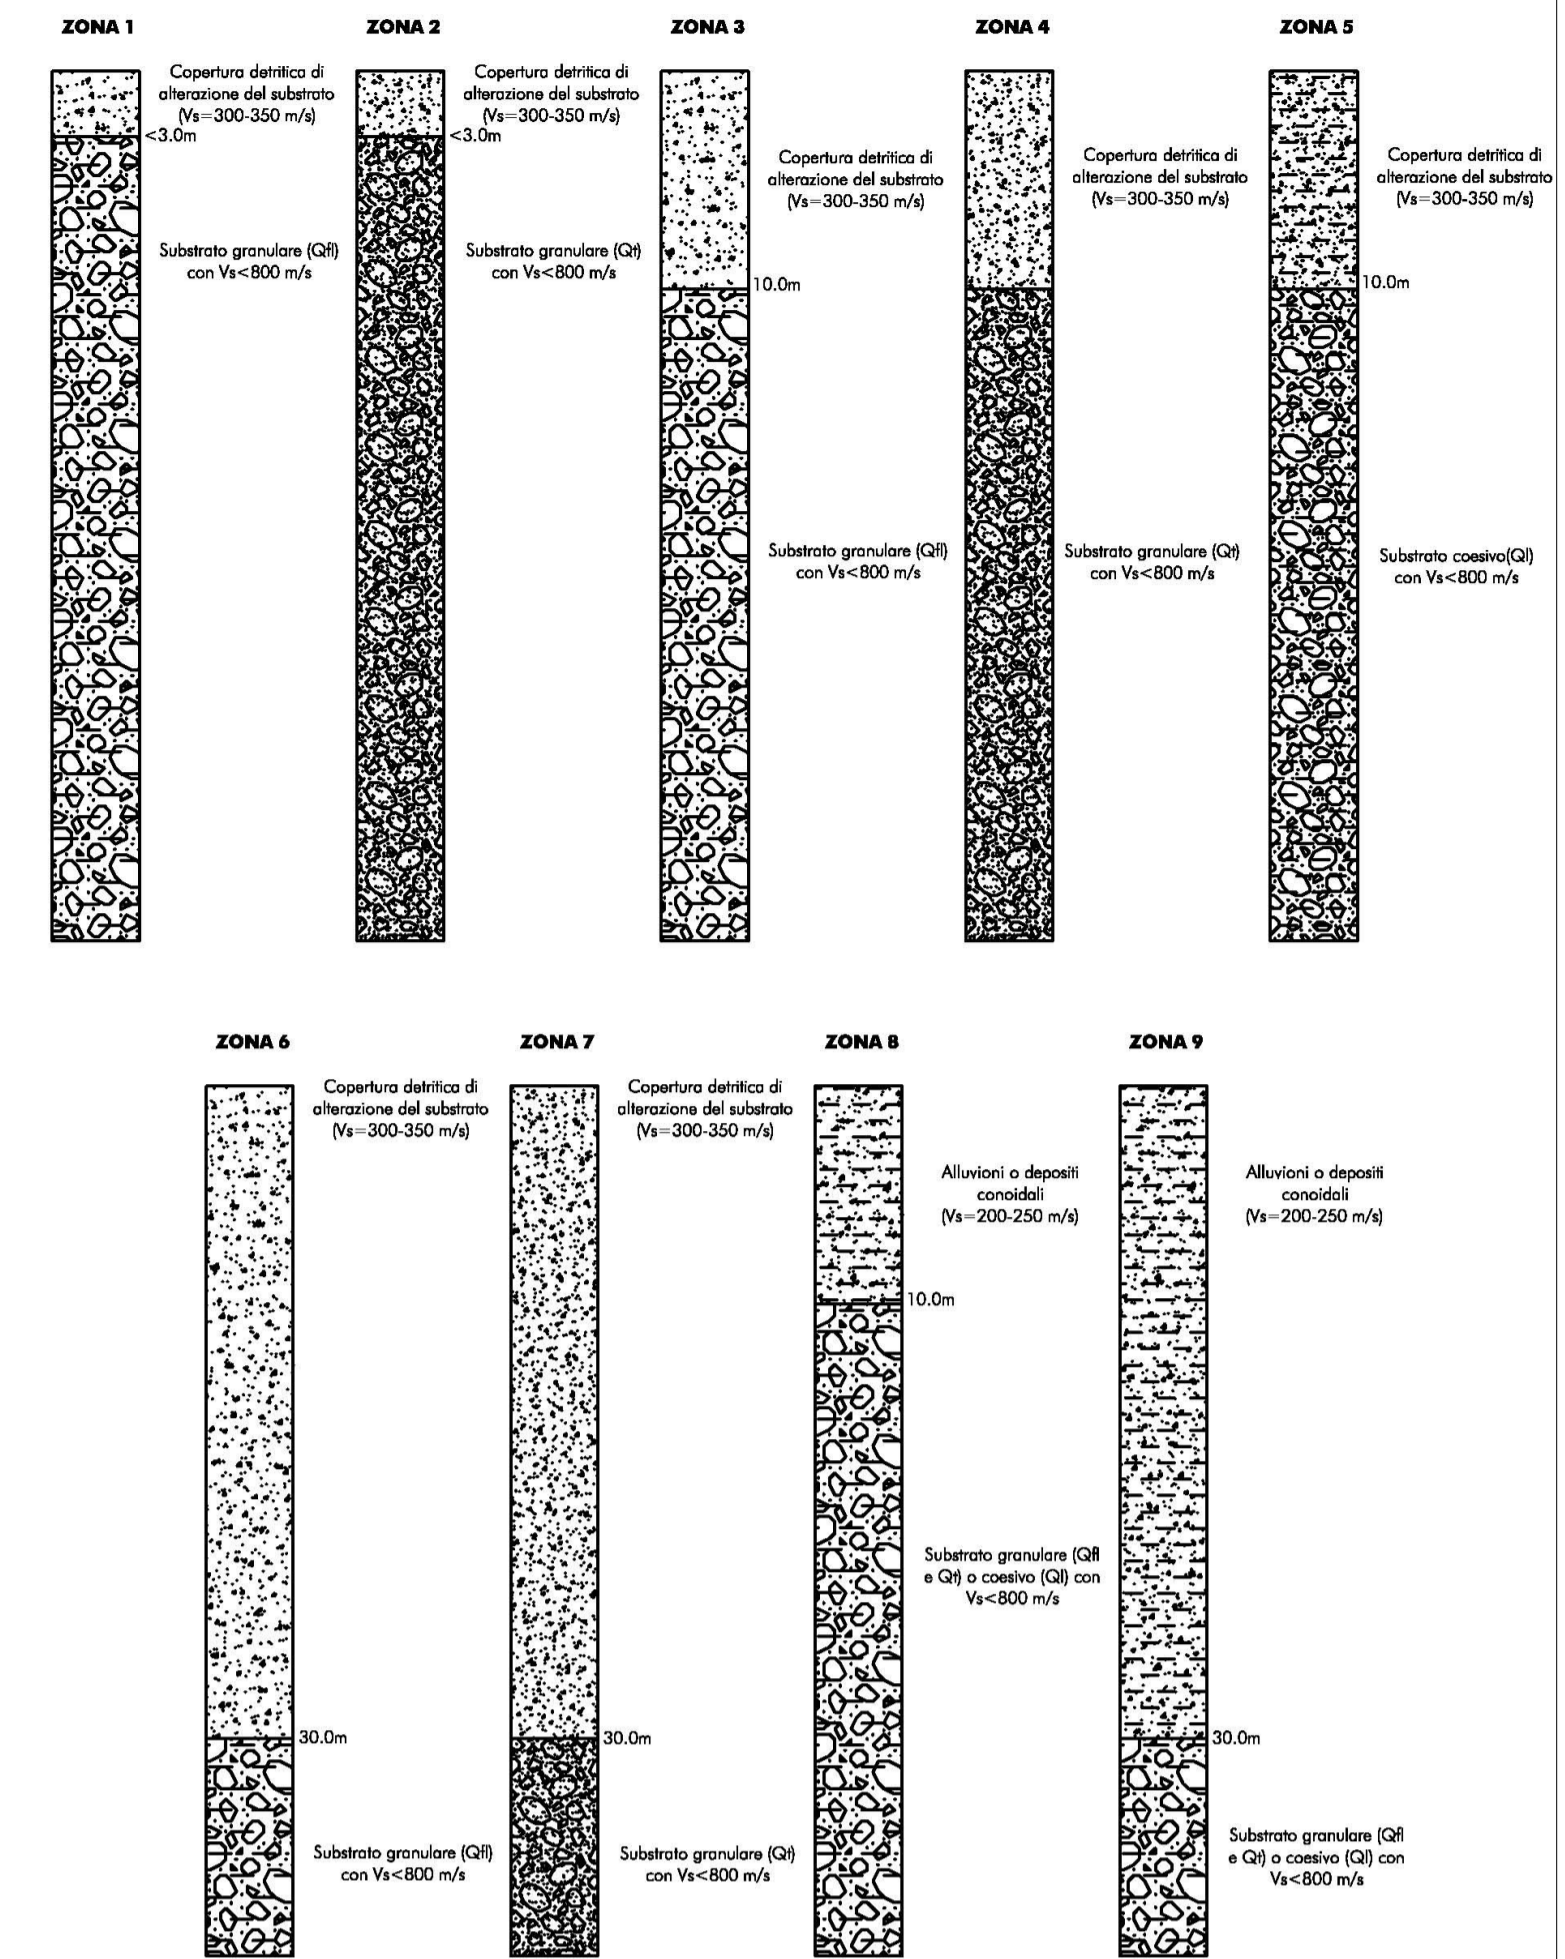 ZONA 1
Copertura detritica di
alterazione del substrato
(Vs=300-350 m/s)
<3.0m
Substrato granulare (Qfl)
con Vs<800 m/s
ZONA 2
Copertura detritica di
alterazione del substrato
(Vs=300-350 m/s)
<3.0m
Substrato granulare (Qt)
con Vs<800 m/s
ZONA 3
Copertura detritica di
alterazione del substrato
(Vs=300-350 m/s)
10.0m
Substrato granulare (Qfl)
con Vs<800 m/s
ZONA 4
Copertura detritica di
alterazione del substrato
(Vs=300-350 m/s)
Substrato granulare (Qt)
con Vs<800 m/s
ZONA 5
Copertura detritica di
alterazione del substrato
(Vs=300-350 m/s)
10.0m
Substrato coesivo(Ql)
con Vs<800 m/s
ZONA 6
Copertura detritica di
alterazione del substrato
(Vs=300-350 m/s)
30.0m
Substrato granulare (Qfl)
con Vs<800 m/s
ZONA 7
Copertura detritica di
alterazione del substrato
(Vs=300-350 m/s)
30.0m
Substrato granulare (Qt)
con Vs<800 m/s
ZONA 8
Alluvioni o depositi
conoidali
(Vs=200-250 m/s)
10.0m
Substrato granulare (Qfl
e Qt) o coesivo (Ql) con
Vs<800 m/s
ZONA 9
Alluvioni o depositi
conoidali
(Vs=200-250 m/s)
30.0m
Substrato granulare (Qfl
e Qt) o coesivo (Ql) con
Vs<800 m/s